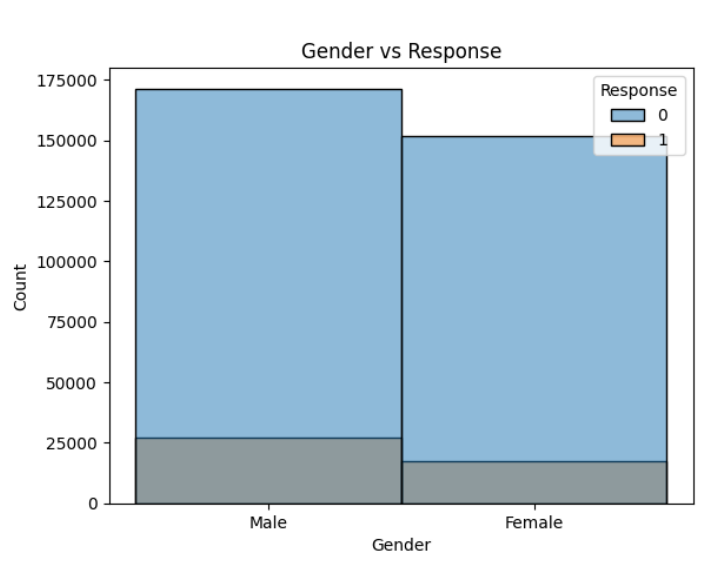 Gender vs Response
175000
150000
125000
100000
75000
50000
25000
0
Count
Response
0
1
Male
Female
Gender